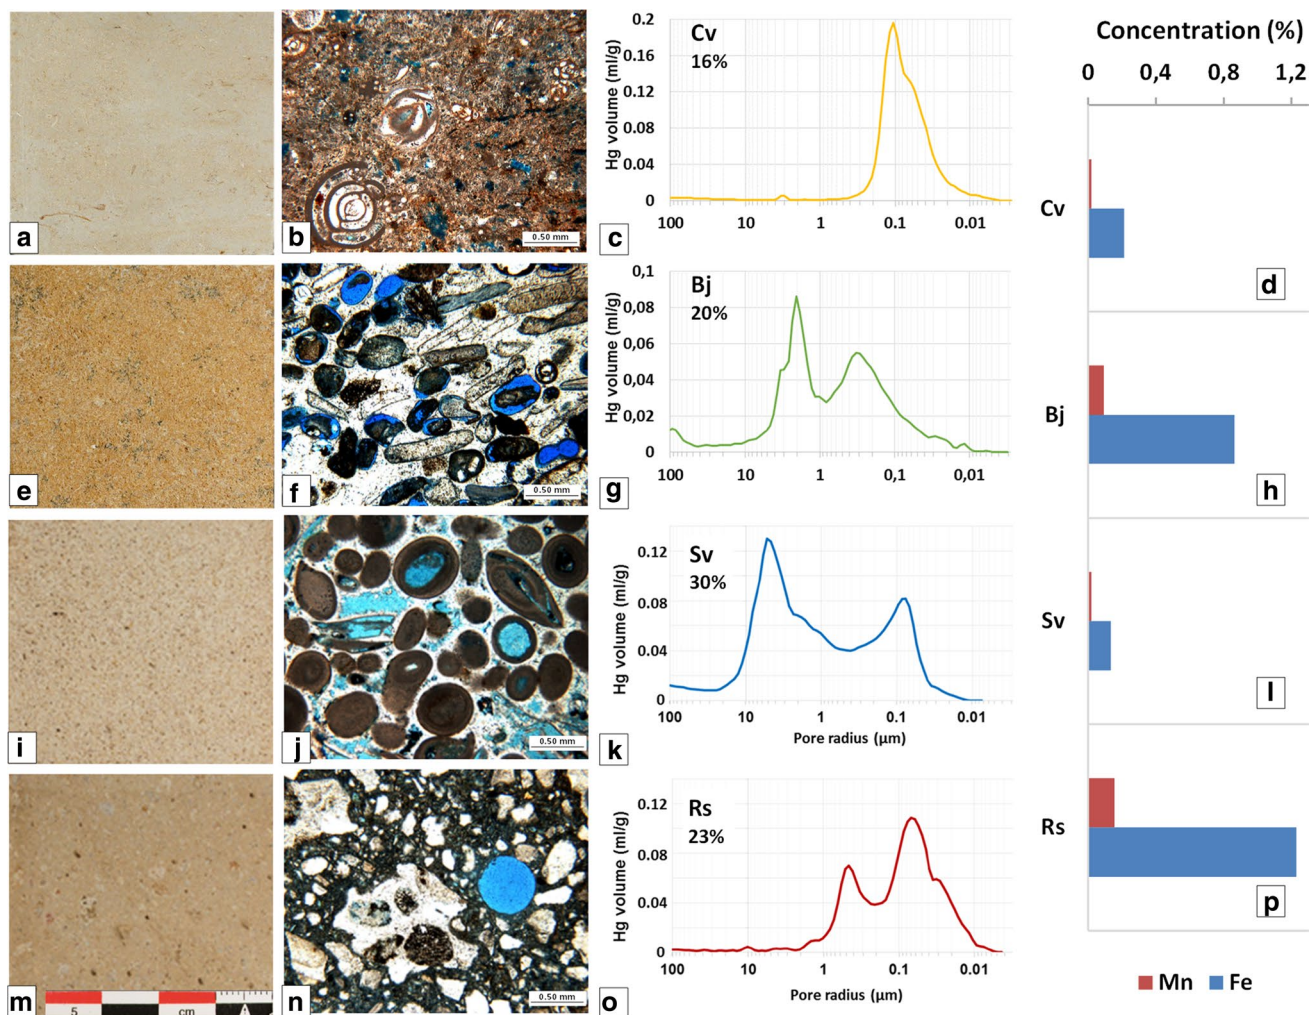 a
b
0.50 mm
Hg volume (ml/g)
0.2
0.16
0.12
0.08
0.04
0
Cv
16%
100 10 1 0.1 0.01
c
Concentration (%)
0 0,4 0,8 1,2
Cv
d
e
f
0.50 mm
Hg volume (ml/g)
0,1
0,08
0,06
0,04
0,02
0
Bj
20%
100 10 1 0,1 0,01
g
Bj
h
i
j
0.50 mm
Hg volume (ml/g)
0.12
0.08
0.04
0
Sv
30%
100 10 1 0.1 0.01
Pore radius (µm)
k
Sv
l
m
5 cm
n
0.50 mm
Hg volume (ml/g)
0.12
0.08
0.04
0
Rs
23%
100 10 1 0.1 0.01
Pore radius (µm)
o
Rs
p
Mn Fe